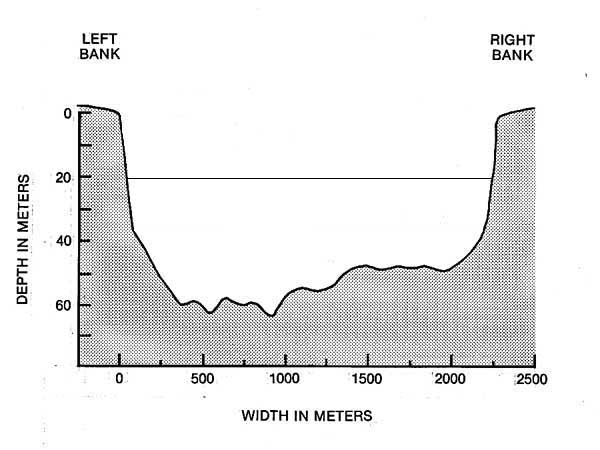 LEFT
BANK
RIGHT
BANK
0
20
40
60
DEPTH IN METERS
0
500
1000
1500
2000
2500
WIDTH IN METERS